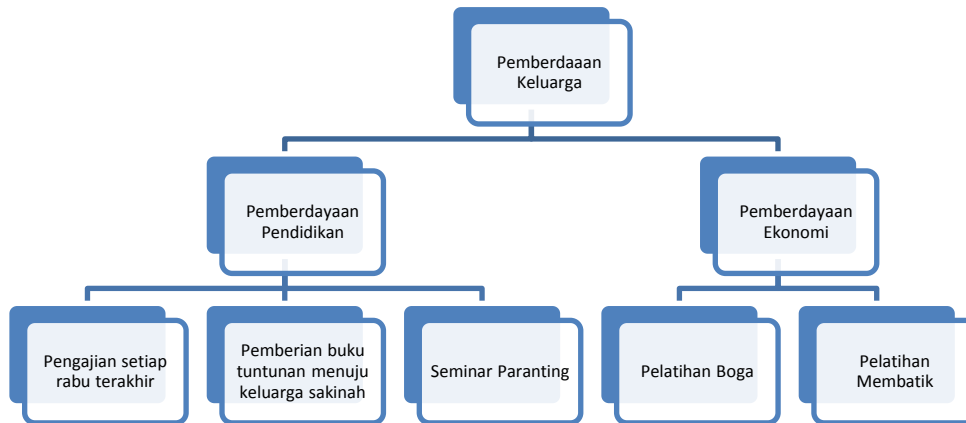 Pemberdaaan
Keluarga
Pemberdayaan
Pendidikan
Pemberdayaan
Ekonomi
Pengajian setiap
rabu terakhir
Pemberian buku
tuntunan menuju
keluarga sakinah
Seminar Paranting
Pelatihan Boga
Pelatihan
Membatik